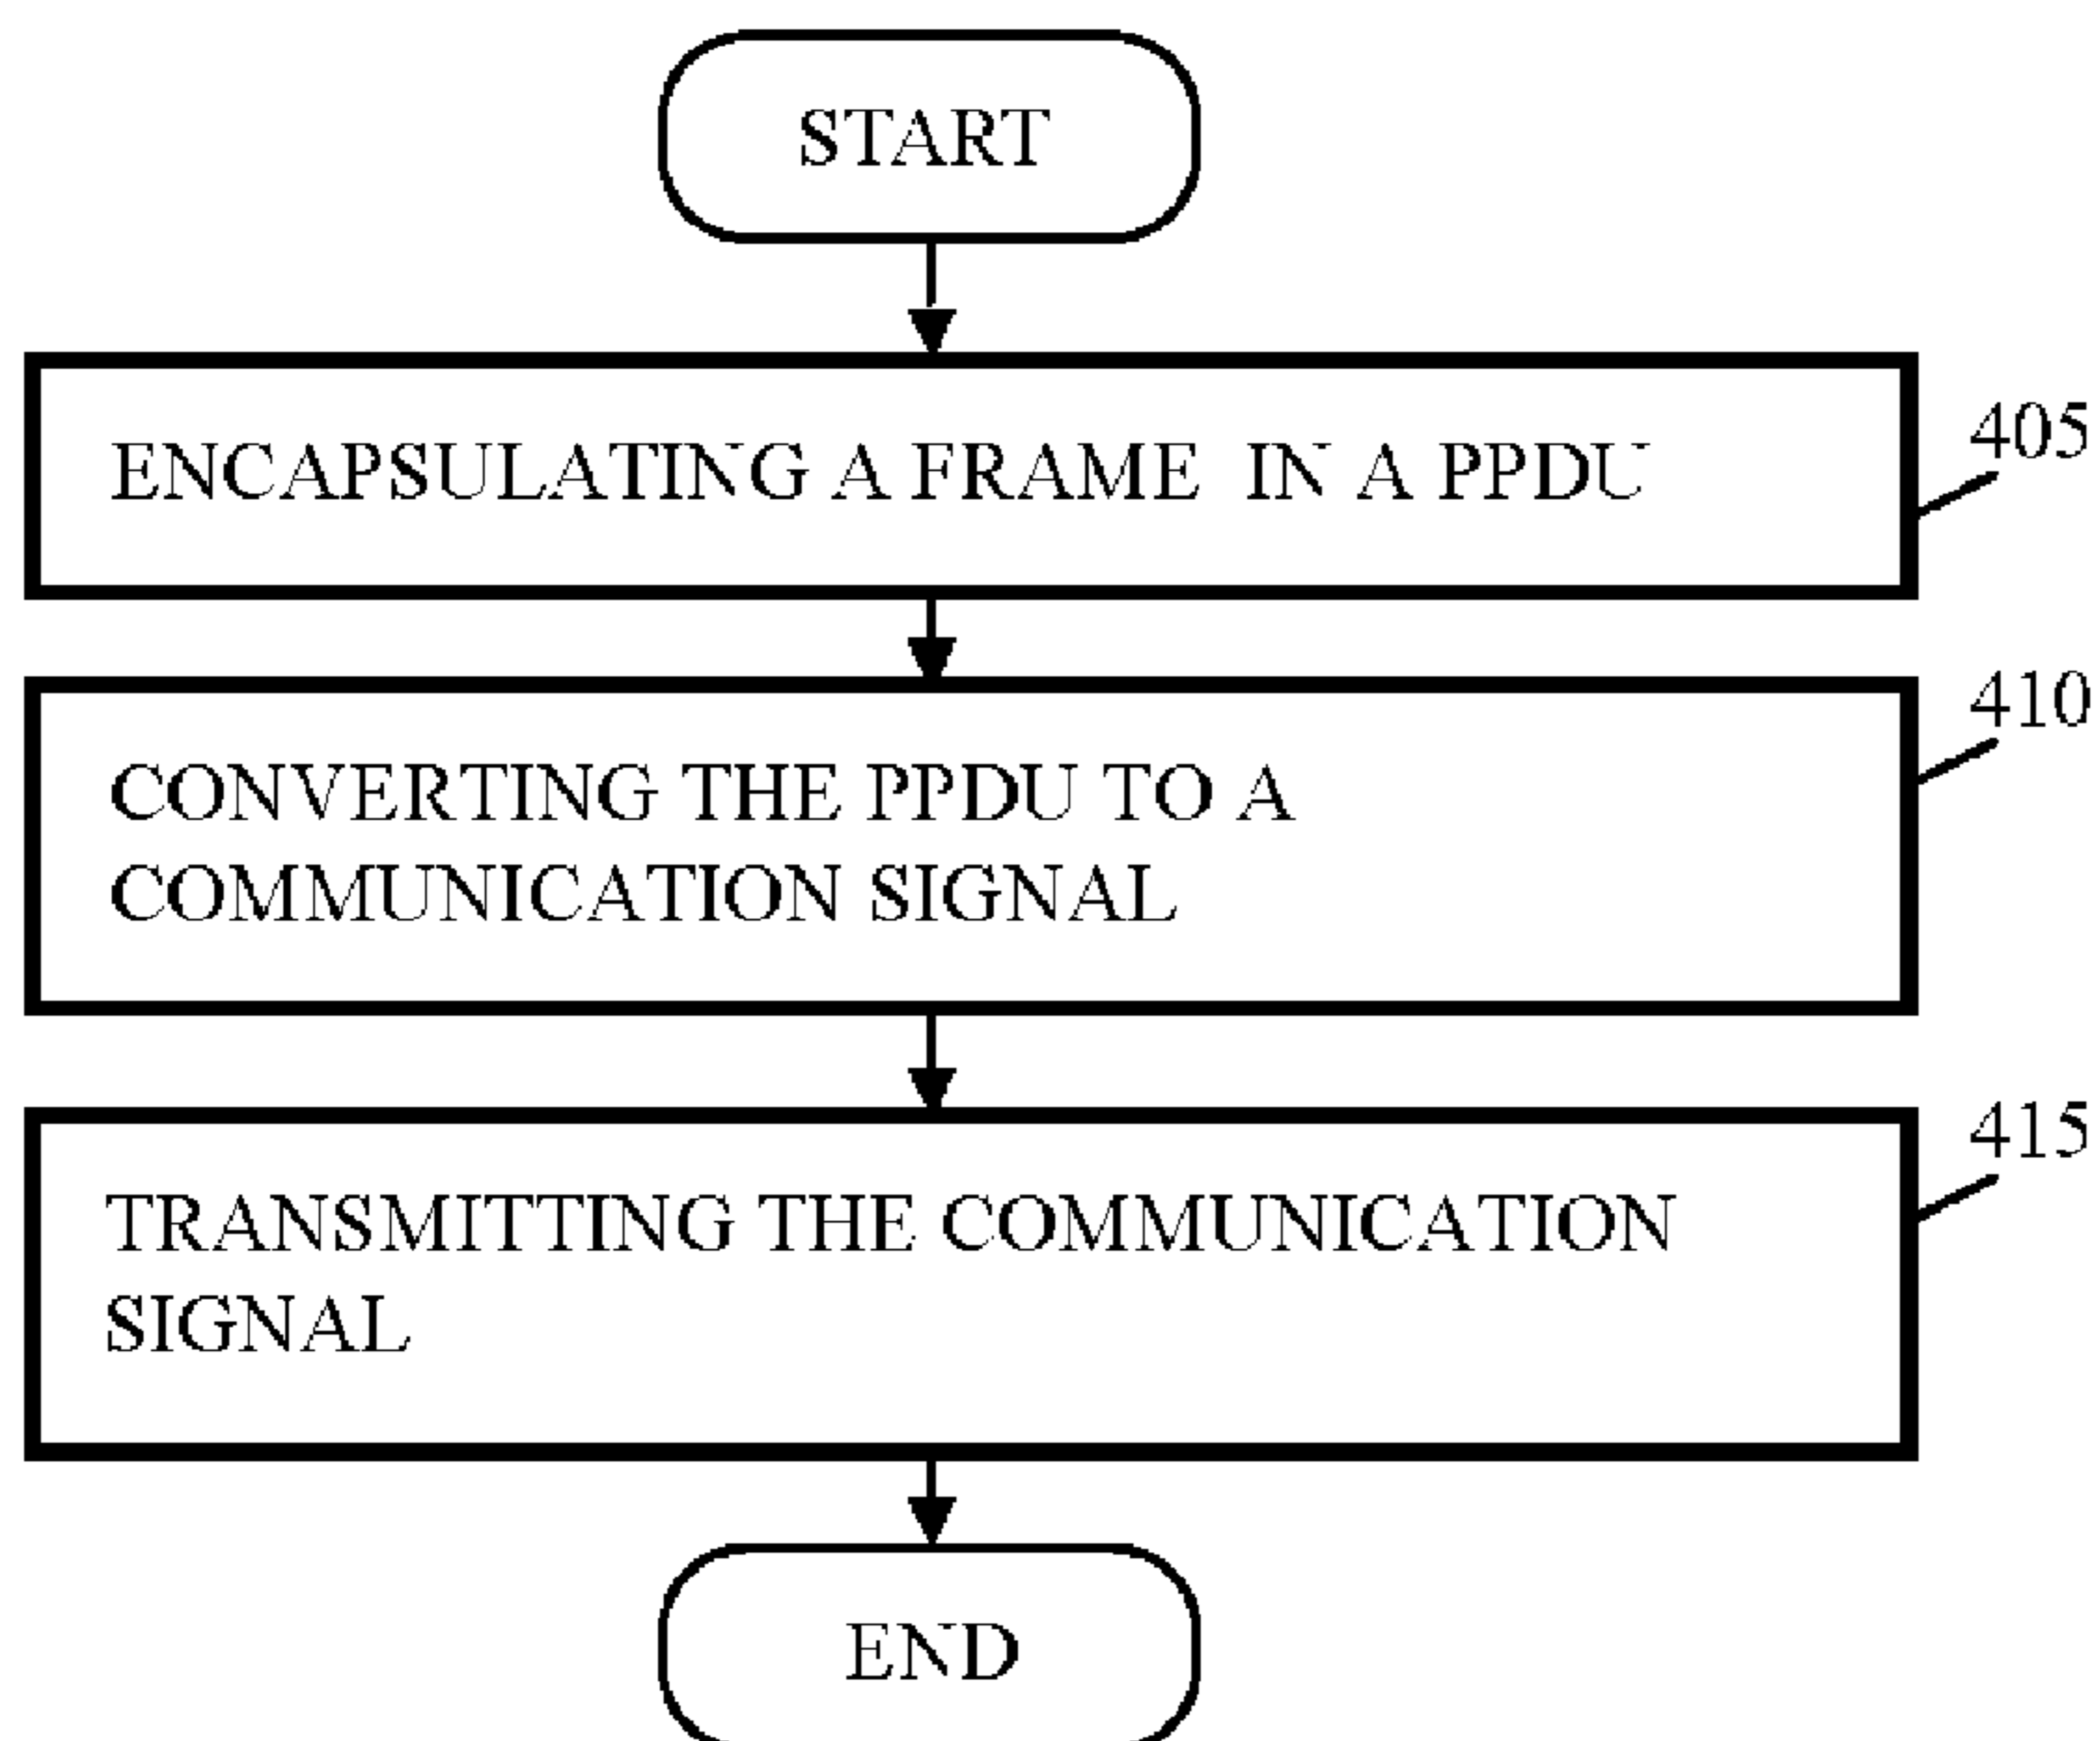 START
ENCAPSULATING A FRAME IN A PPDU
405
CONVERTING THE PPDU TO A
COMMUNICATION SIGNAL
410
TRANSMITTING THE COMMUNICATION
SIGNAL
415
END